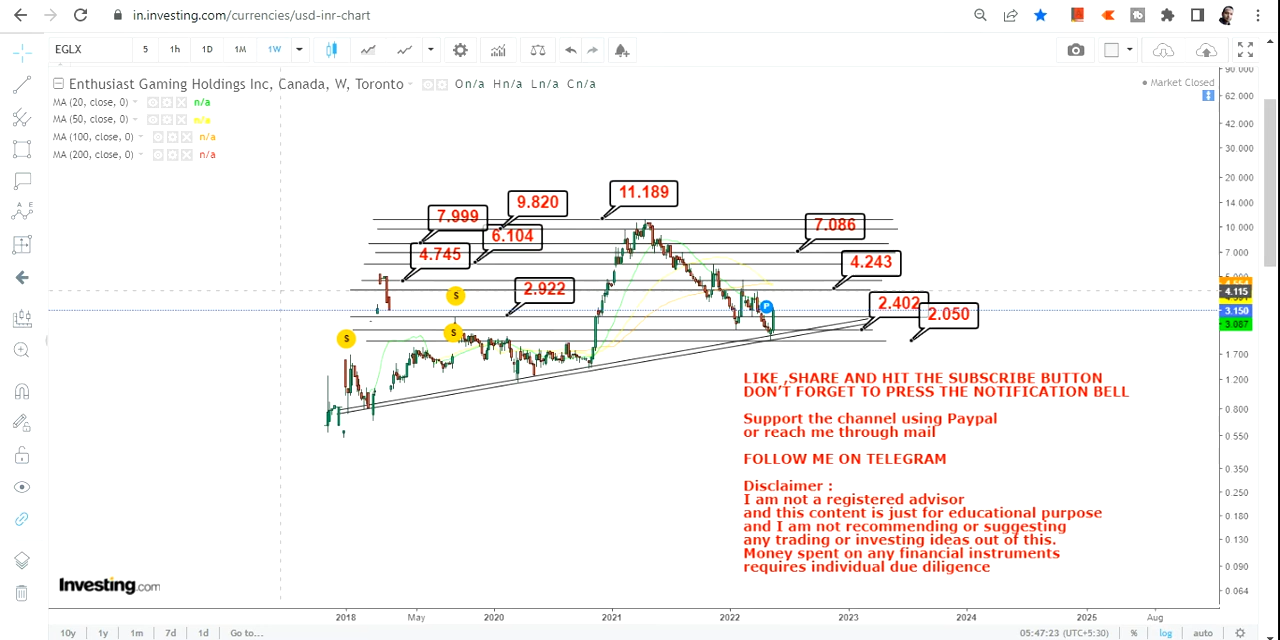 in.investing.com/currencies/usd-inr-chart
EGLX
5 1h 1D 1M 1W
Enthusiast Gaming Holdings Inc, Canada, W, Toronto On/a Hn/a Ln/a Cn/a
Market Closed
MA (20, close, 0) n/a
MA (50, close, 0) n/a
MA (100, close, 0) n/a
MA (200, close, 0) n/a
90.000
62.000
42.000
30.000
20.000
14.000
10.000
7.000
4.115
3.150
3.087
1.700
1.200
0.800
0.550
0.350
0.250
0.180
0.130
0.090
0.064
11.189
9.820
7.999
6.104
7.086
4.745
4.243
2.922
2.402
2.050
S
S
S
P
LIKE ,SHARE AND HIT THE SUBSCRIBE BUTTON
DON'T FORGET TO PRESS THE NOTIFICATION BELL
Support the channel using Paypal
or reach me through mail
FOLLOW ME ON TELEGRAM
Disclaimer :
I am not a registered advisor
and this content is just for educational purpose
and I am not recommending or suggesting
any trading or investing ideas out of this.
Money spent on any financial instruments
requires individual due diligence
Investing.com
2018 May 2020 2021 2022 2023 2024 2025 Aug
10y 1y 1m 7d 1d Go to... 05:47:23 (UTC+5:30) % log auto